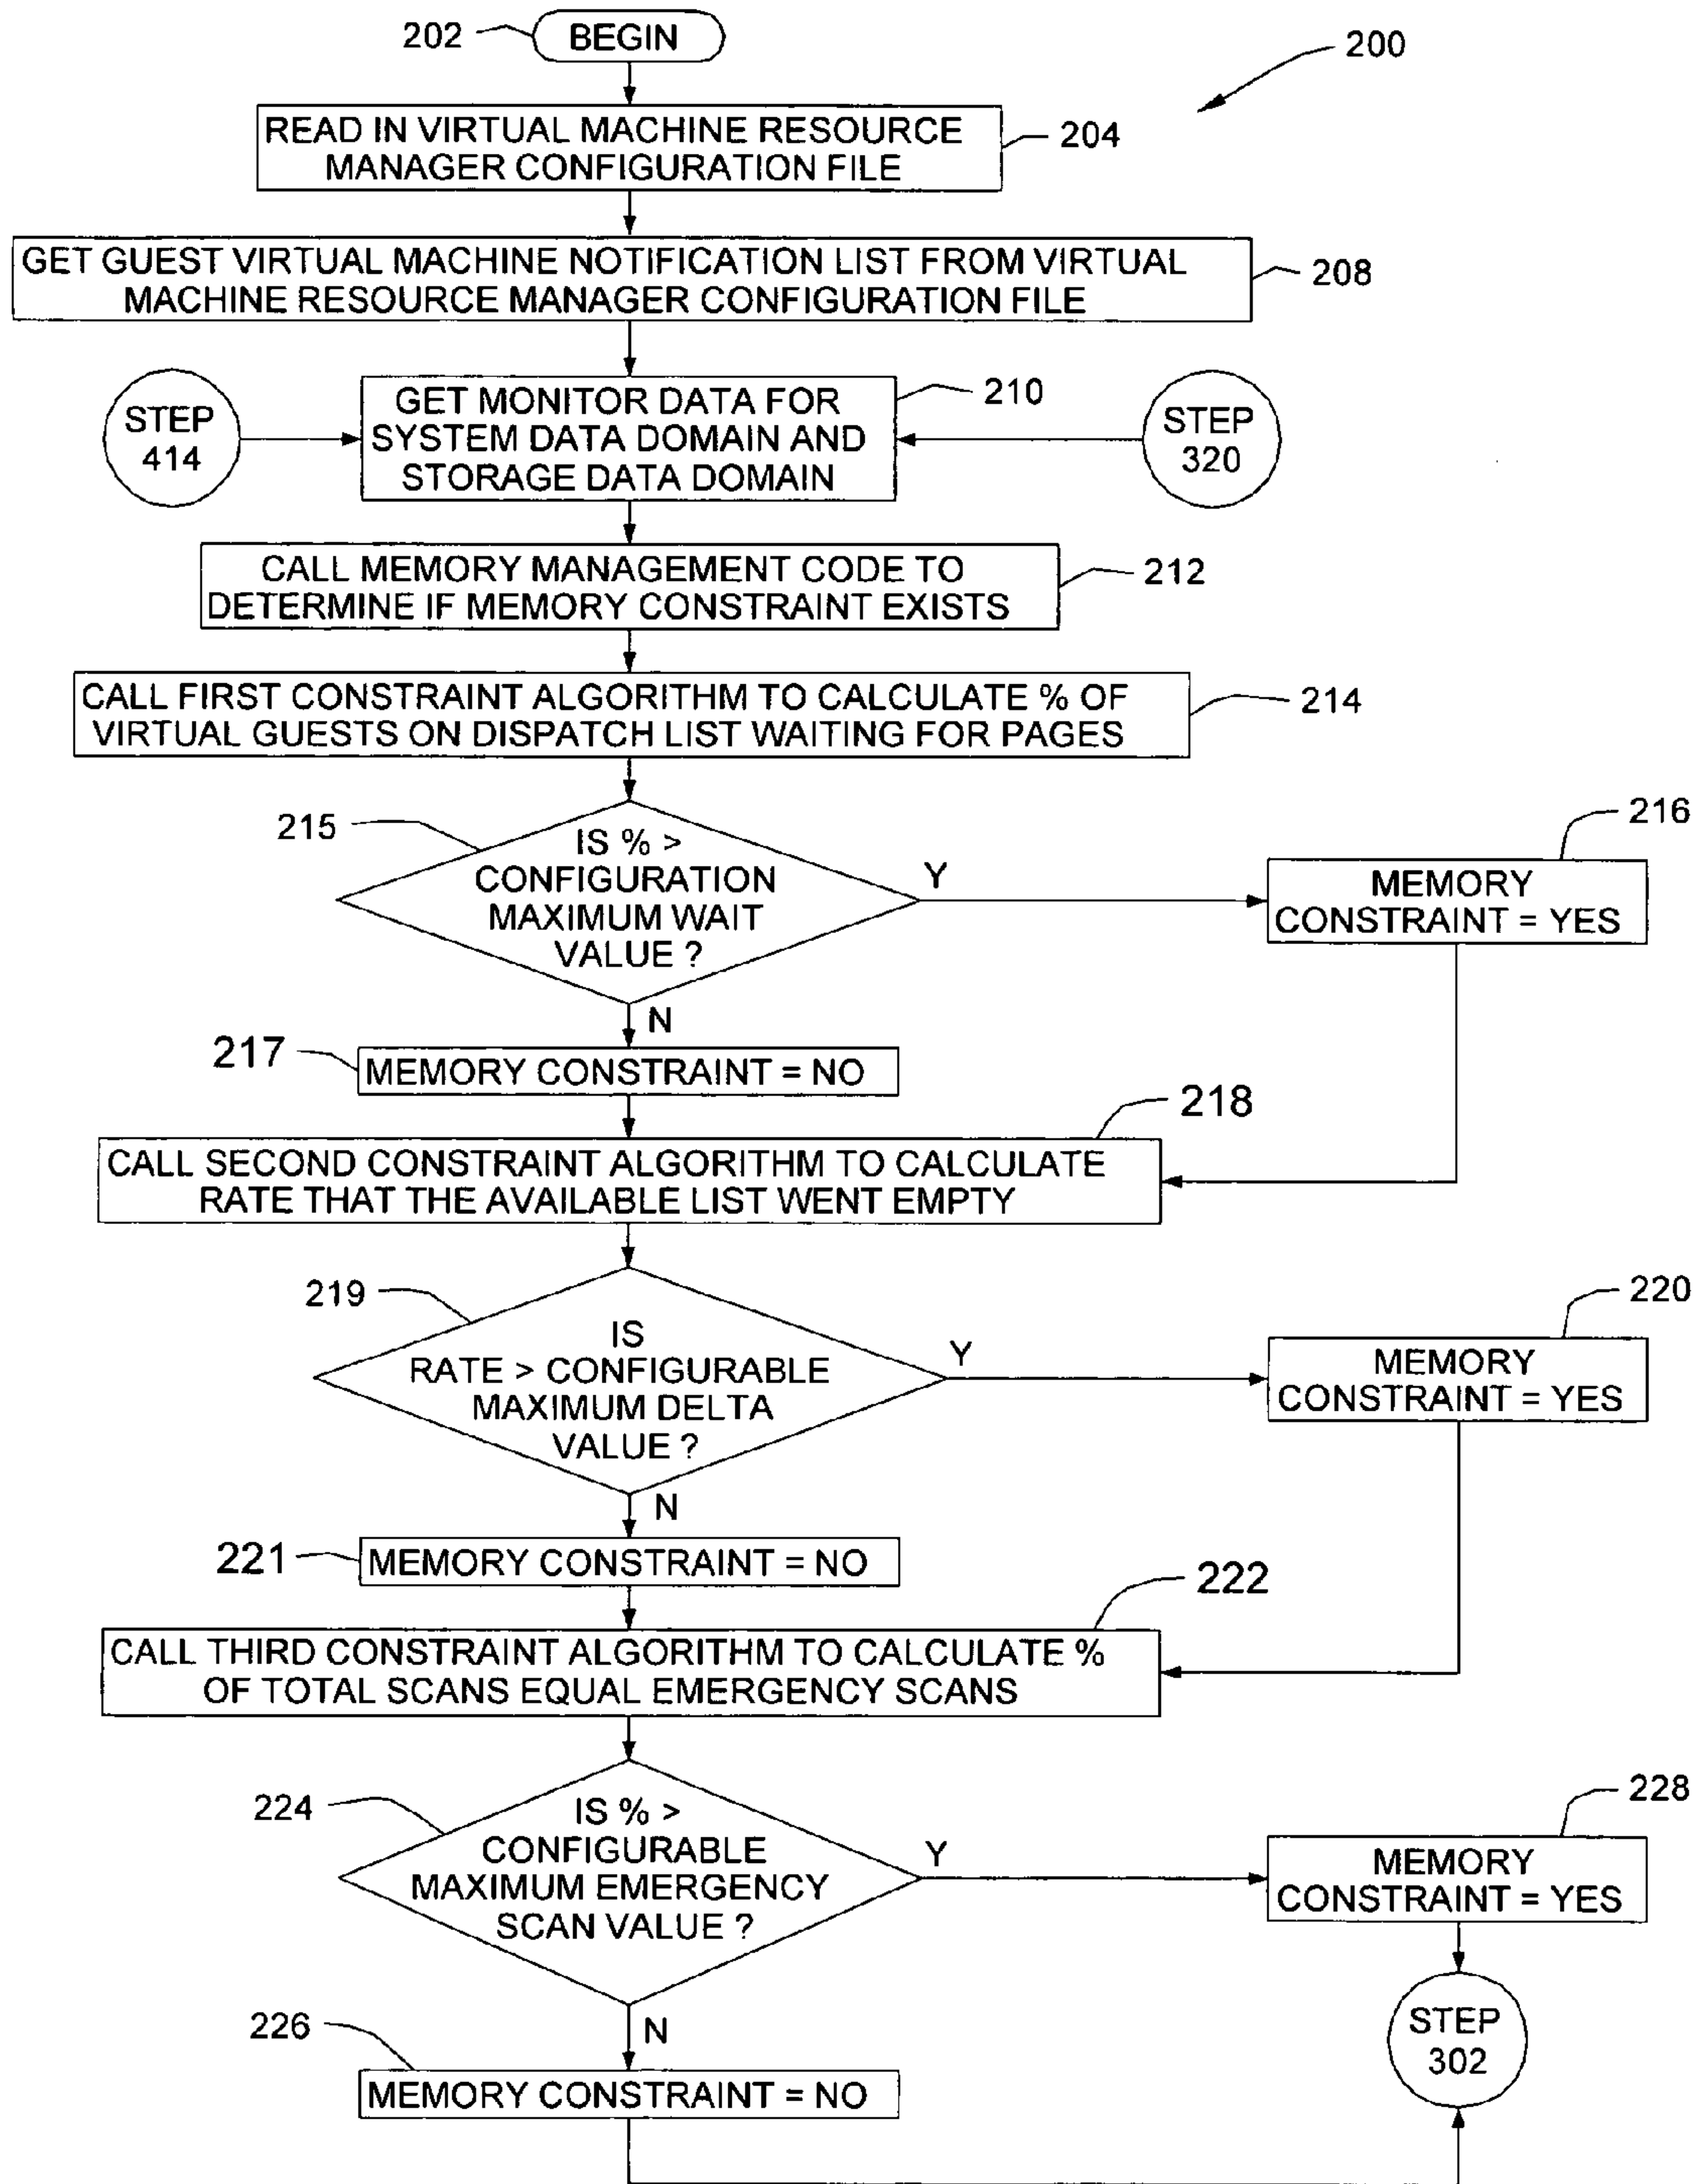 202
BEGIN
200
READ IN VIRTUAL MACHINE RESOURCE
MANAGER CONFIGURATION FILE
204
GET GUEST VIRTUAL MACHINE NOTIFICATION LIST FROM VIRTUAL
MACHINE RESOURCE MANAGER CONFIGURATION FILE
208
STEP
414
GET MONITOR DATA FOR
SYSTEM DATA DOMAIN AND
STORAGE DATA DOMAIN
210
STEP
320
CALL MEMORY MANAGEMENT CODE TO
DETERMINE IF MEMORY CONSTRAINT EXISTS
212
CALL FIRST CONSTRAINT ALGORITHM TO CALCULATE % OF
VIRTUAL GUESTS ON DISPATCH LIST WAITING FOR PAGES
214
215
IS % >
CONFIGURATION
MAXIMUM WAIT
VALUE ?
Y
216
MEMORY
CONSTRAINT = YES
N
217
MEMORY CONSTRAINT = NO
218
CALL SECOND CONSTRAINT ALGORITHM TO CALCULATE
RATE THAT THE AVAILABLE LIST WENT EMPTY
219
IS
RATE > CONFIGURABLE
MAXIMUM DELTA
VALUE ?
Y
220
MEMORY
CONSTRAINT = YES
N
221
MEMORY CONSTRAINT = NO
222
CALL THIRD CONSTRAINT ALGORITHM TO CALCULATE %
OF TOTAL SCANS EQUAL EMERGENCY SCANS
224
IS % >
CONFIGURABLE
MAXIMUM EMERGENCY
SCAN VALUE ?
Y
228
MEMORY
CONSTRAINT = YES
N
226
MEMORY CONSTRAINT = NO
STEP
302